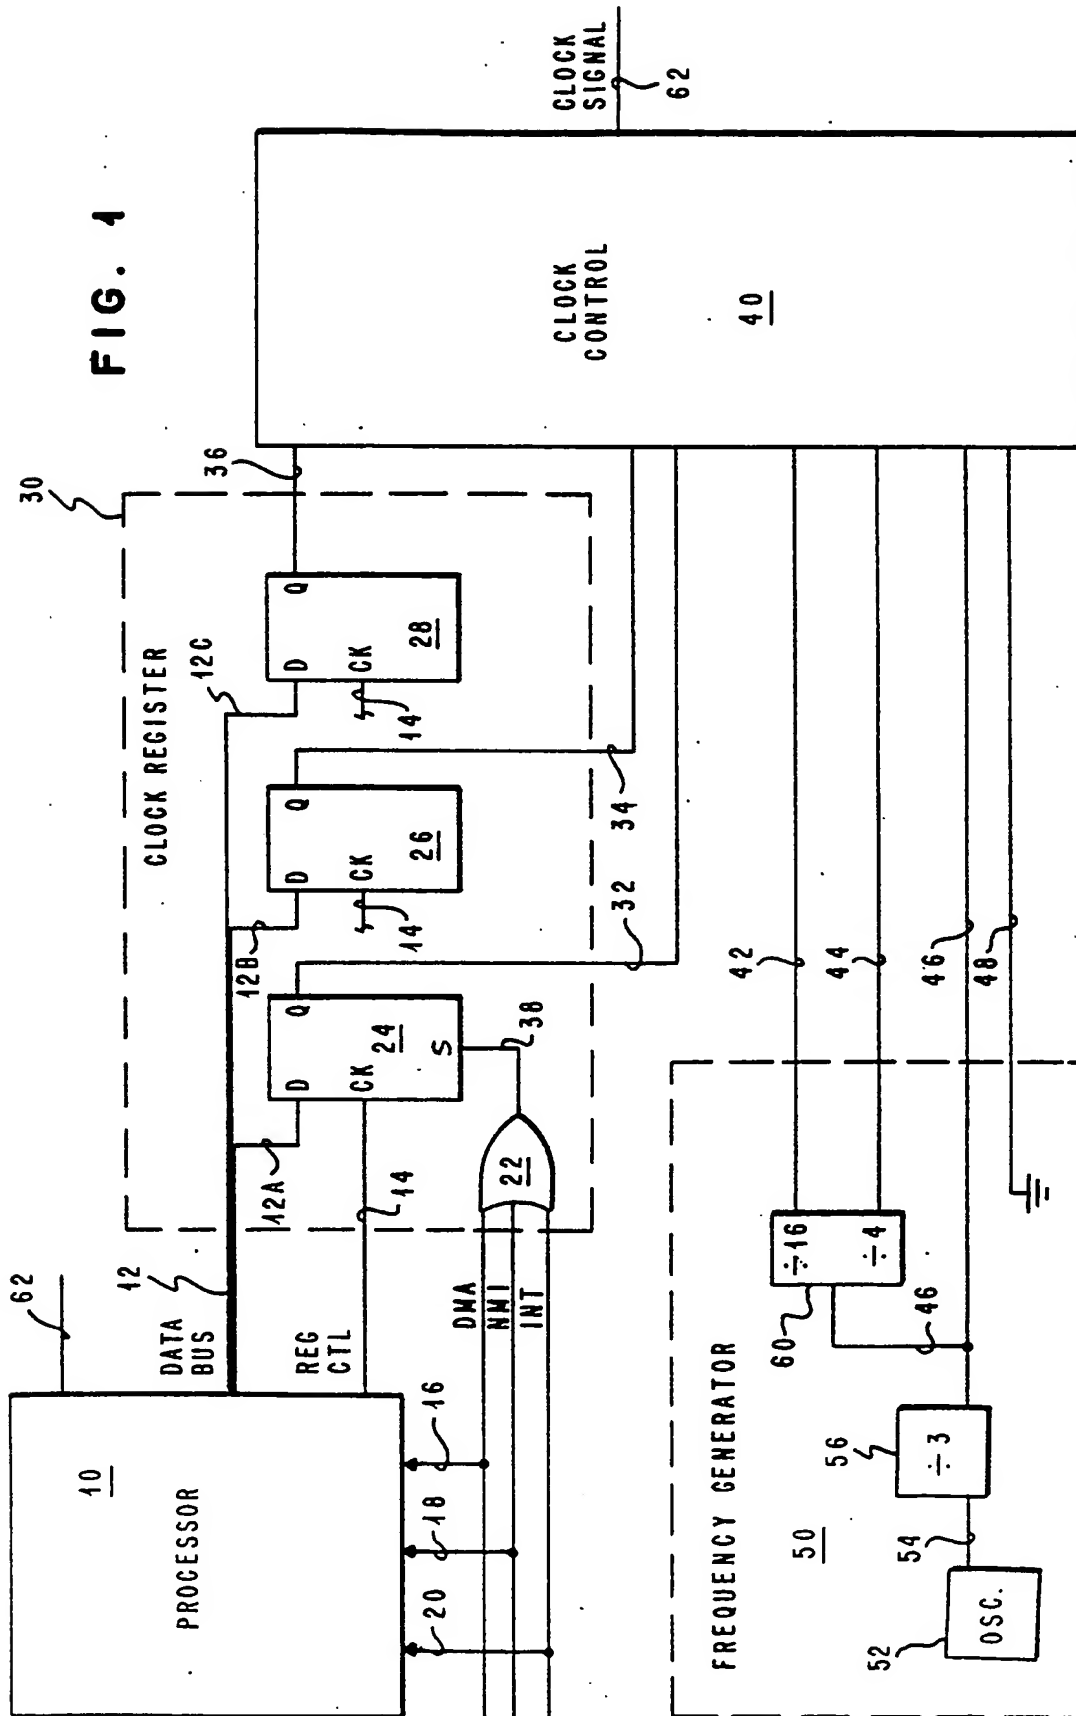 FIG. 1
62
12
DATA
BUS
REG
CTL
10
PROCESSOR
16
18
20
DMA
NMI
INT
14
12A
12B
12C
30
CLOCK REGISTER
D
Q
CK
24
S
38
22
D
Q
CK
26
14
D
Q
CK
28
14
36
34
32
CLOCK
CONTROL
40
CLOCK
SIGNAL
62
42
44
46
48
FREQUENCY GENERATOR
50
OSC.
52
54
÷3
56
46
60
÷16
÷4